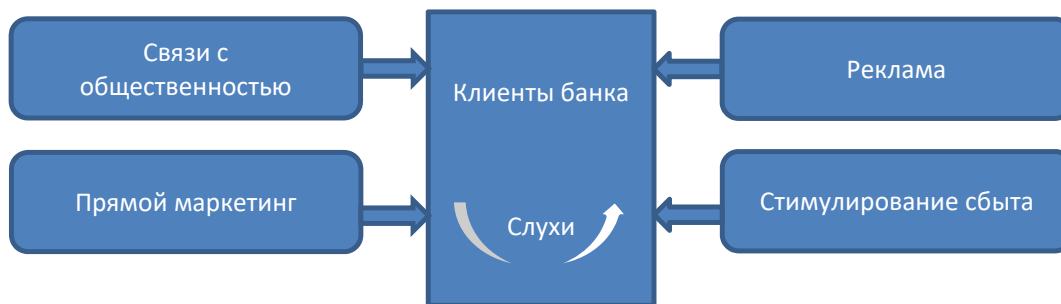 Связи с
общественностью
Прямой маркетинг
Клиенты банка
Слухи
Реклама
Стимулирование сбыта